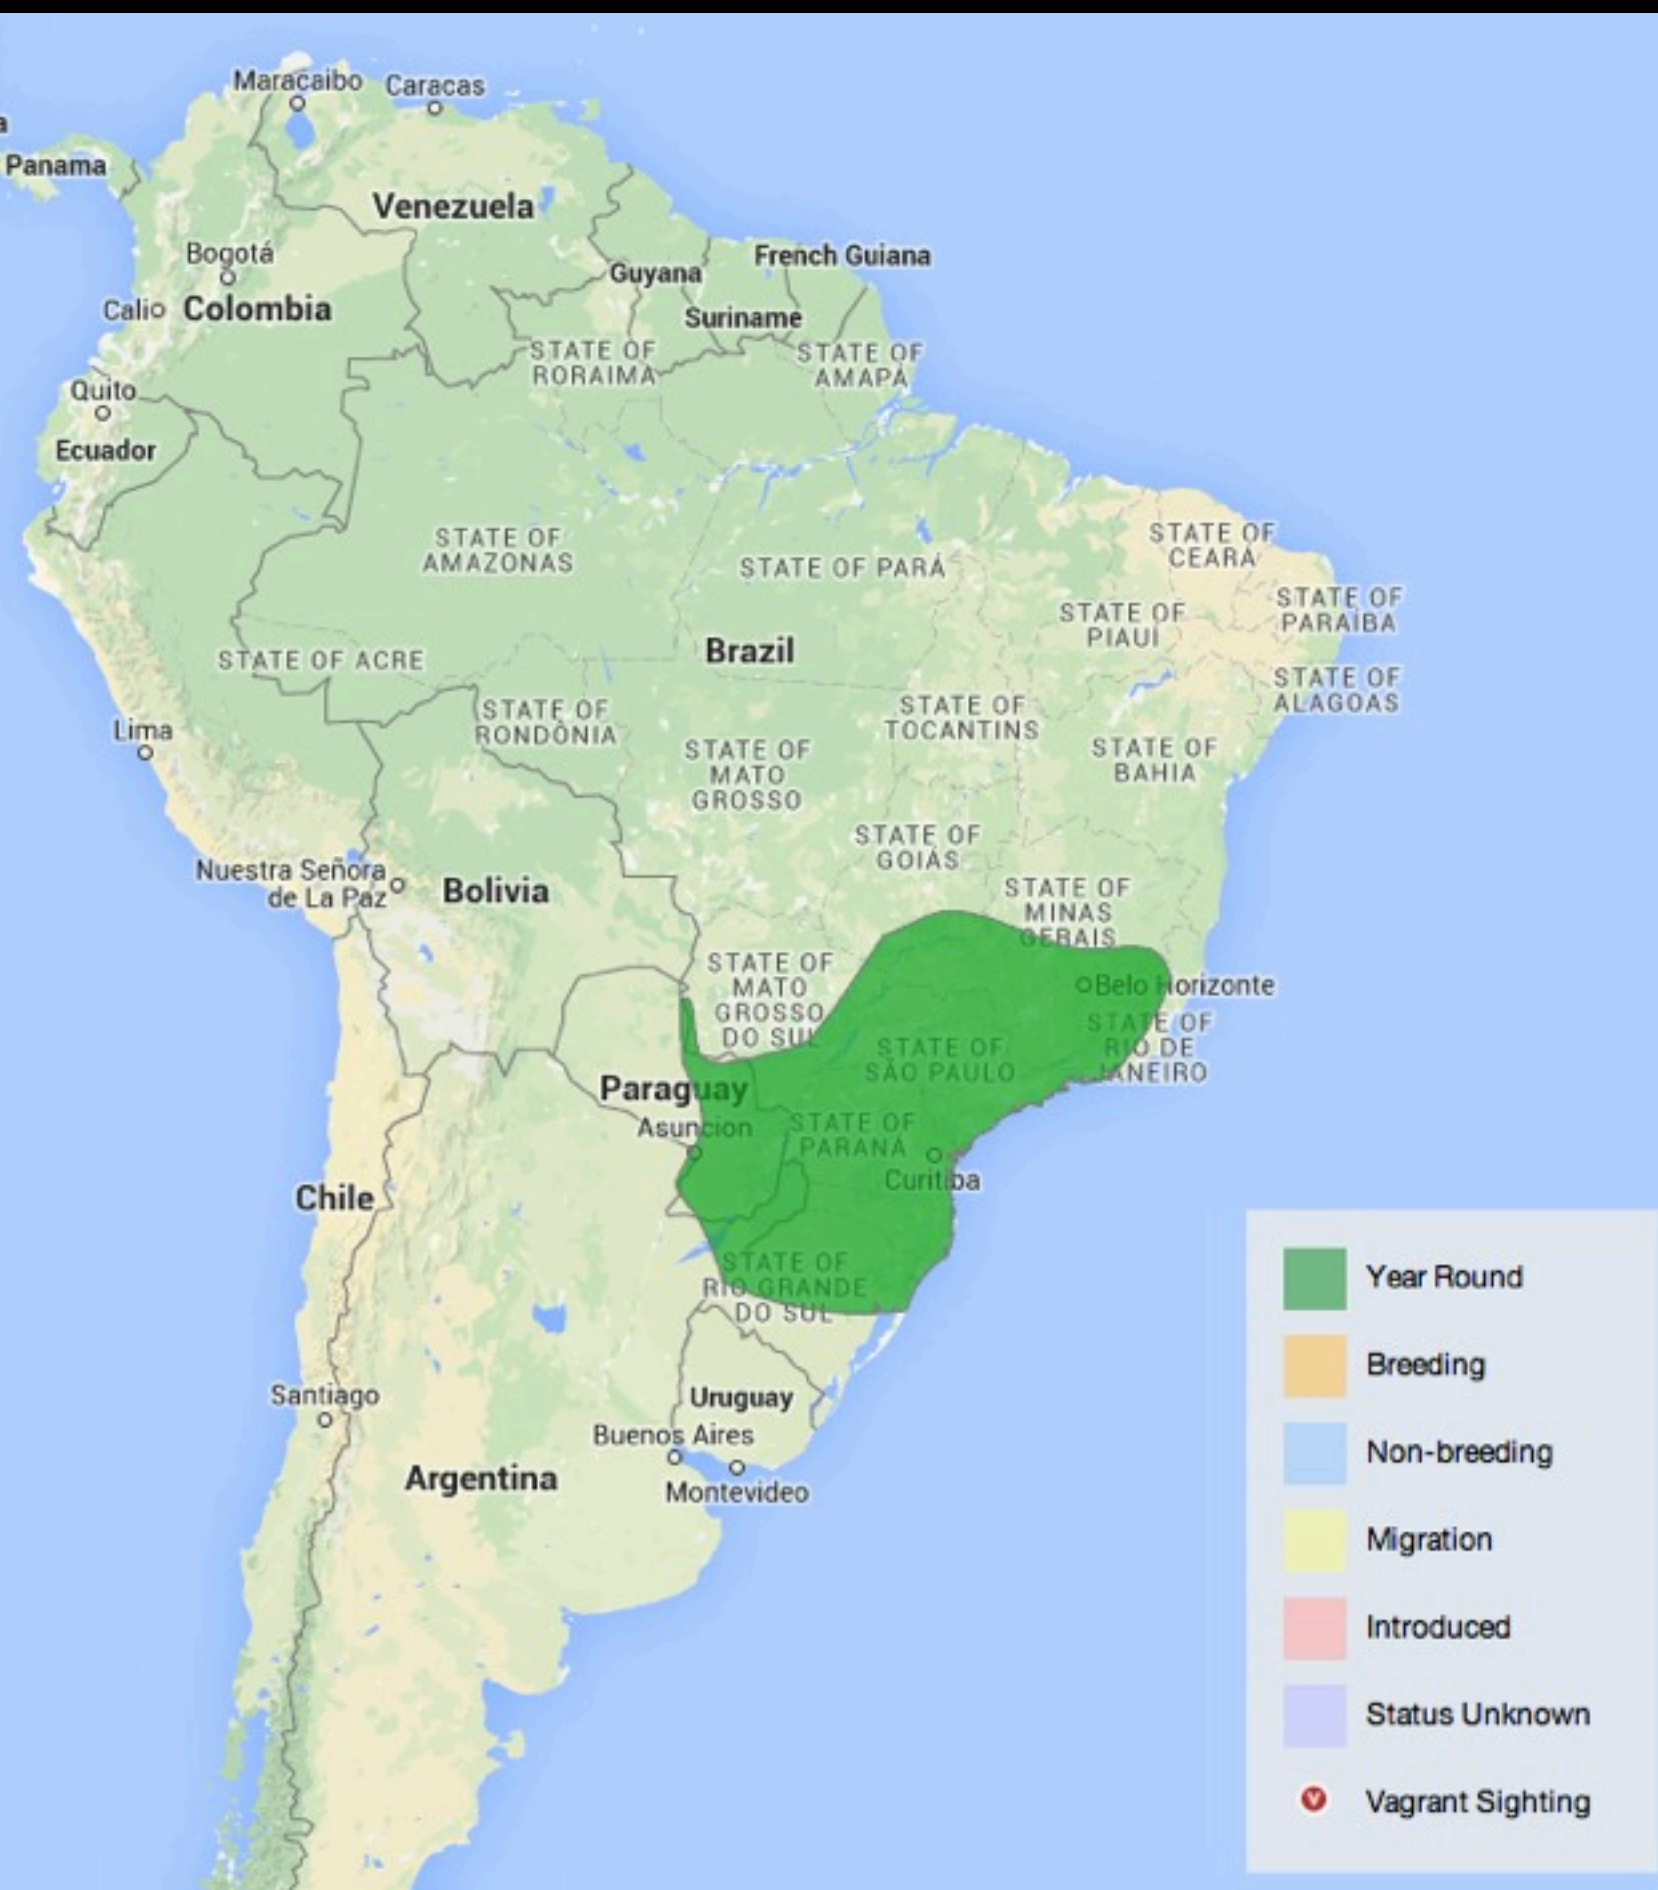 Maracaibo
Caracas
a
Panama
Venezuela
Bogotá
French Guiana
Guyana
Cali
Colombia
Suriname
STATE OF
RORAIMA
STATE OF
AMAPÁ
Quito
Ecuador
STATE OF
CEARÁ
STATE OF
AMAZONAS
STATE OF PARÁ
STATE OF
PARAÍBA
STATE OF
PIAUÍ
Brazil
STATE OF ACRE
STATE OF
ALAGOAS
STATE OF
TOCANTINS
STATE OF
RONDÔNIA
Lima
STATE OF
MATO
GROSSO
STATE OF
BAHIA
STATE OF
GOIÁS
Nuestra Señora
de La Paz
Bolivia
STATE OF
MINAS
GERAIS
STATE OF
MATO
GROSSO
DO SUL
Belo Horizonte
STATE OF
RIO DE
JANEIRO
STATE OF
SÃO PAULO
Paraguay
Asuncion
STATE OF
PARANÁ
Curitiba
Chile
STATE OF
RIO GRANDE
DO SUL
Santiago
Uruguay
Buenos Aires
Argentina
Montevideo
Year Round
Breeding
Non-breeding
Migration
Introduced
Status Unknown
V Vagrant Sighting